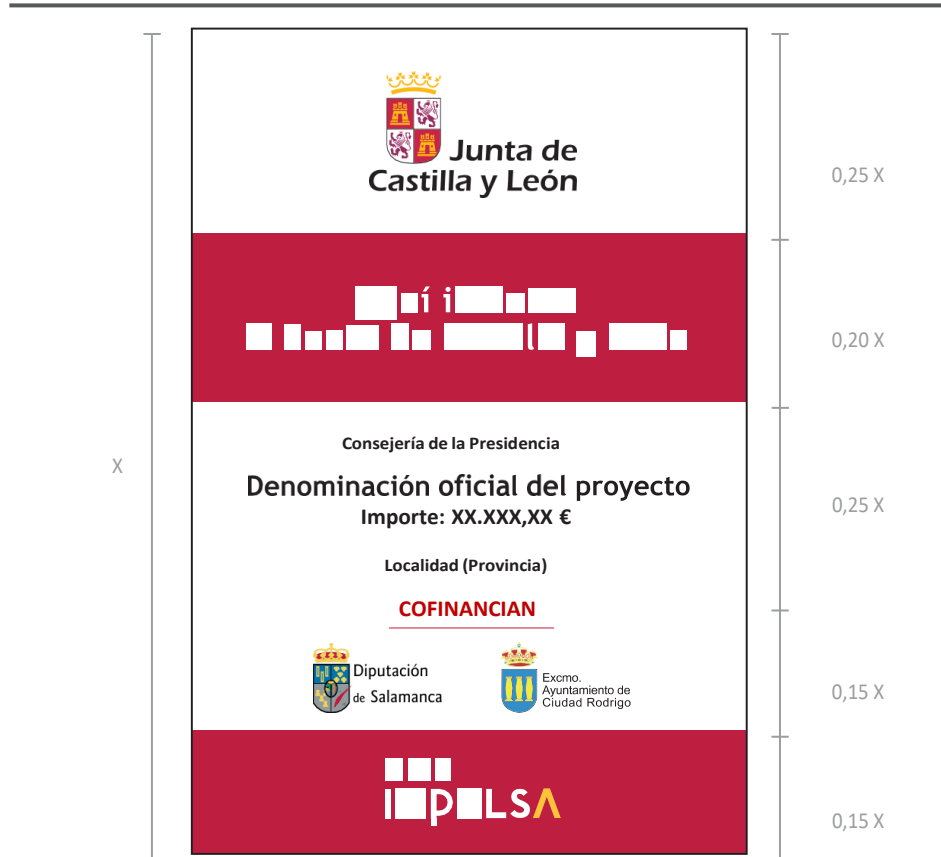 Junta de
Castilla y León
0,25 X
0,20 X
Consejería de la Presidencia
X
Denominación oficial del proyecto
0,25 X
Importe: XX.XXX,XX €
Localidad (Provincia)
COFINANCIAN
Diputación
de Salamanca
Excmo.
Ayuntamiento de
Ciudad Rodrigo
0,15 X
0,15 X